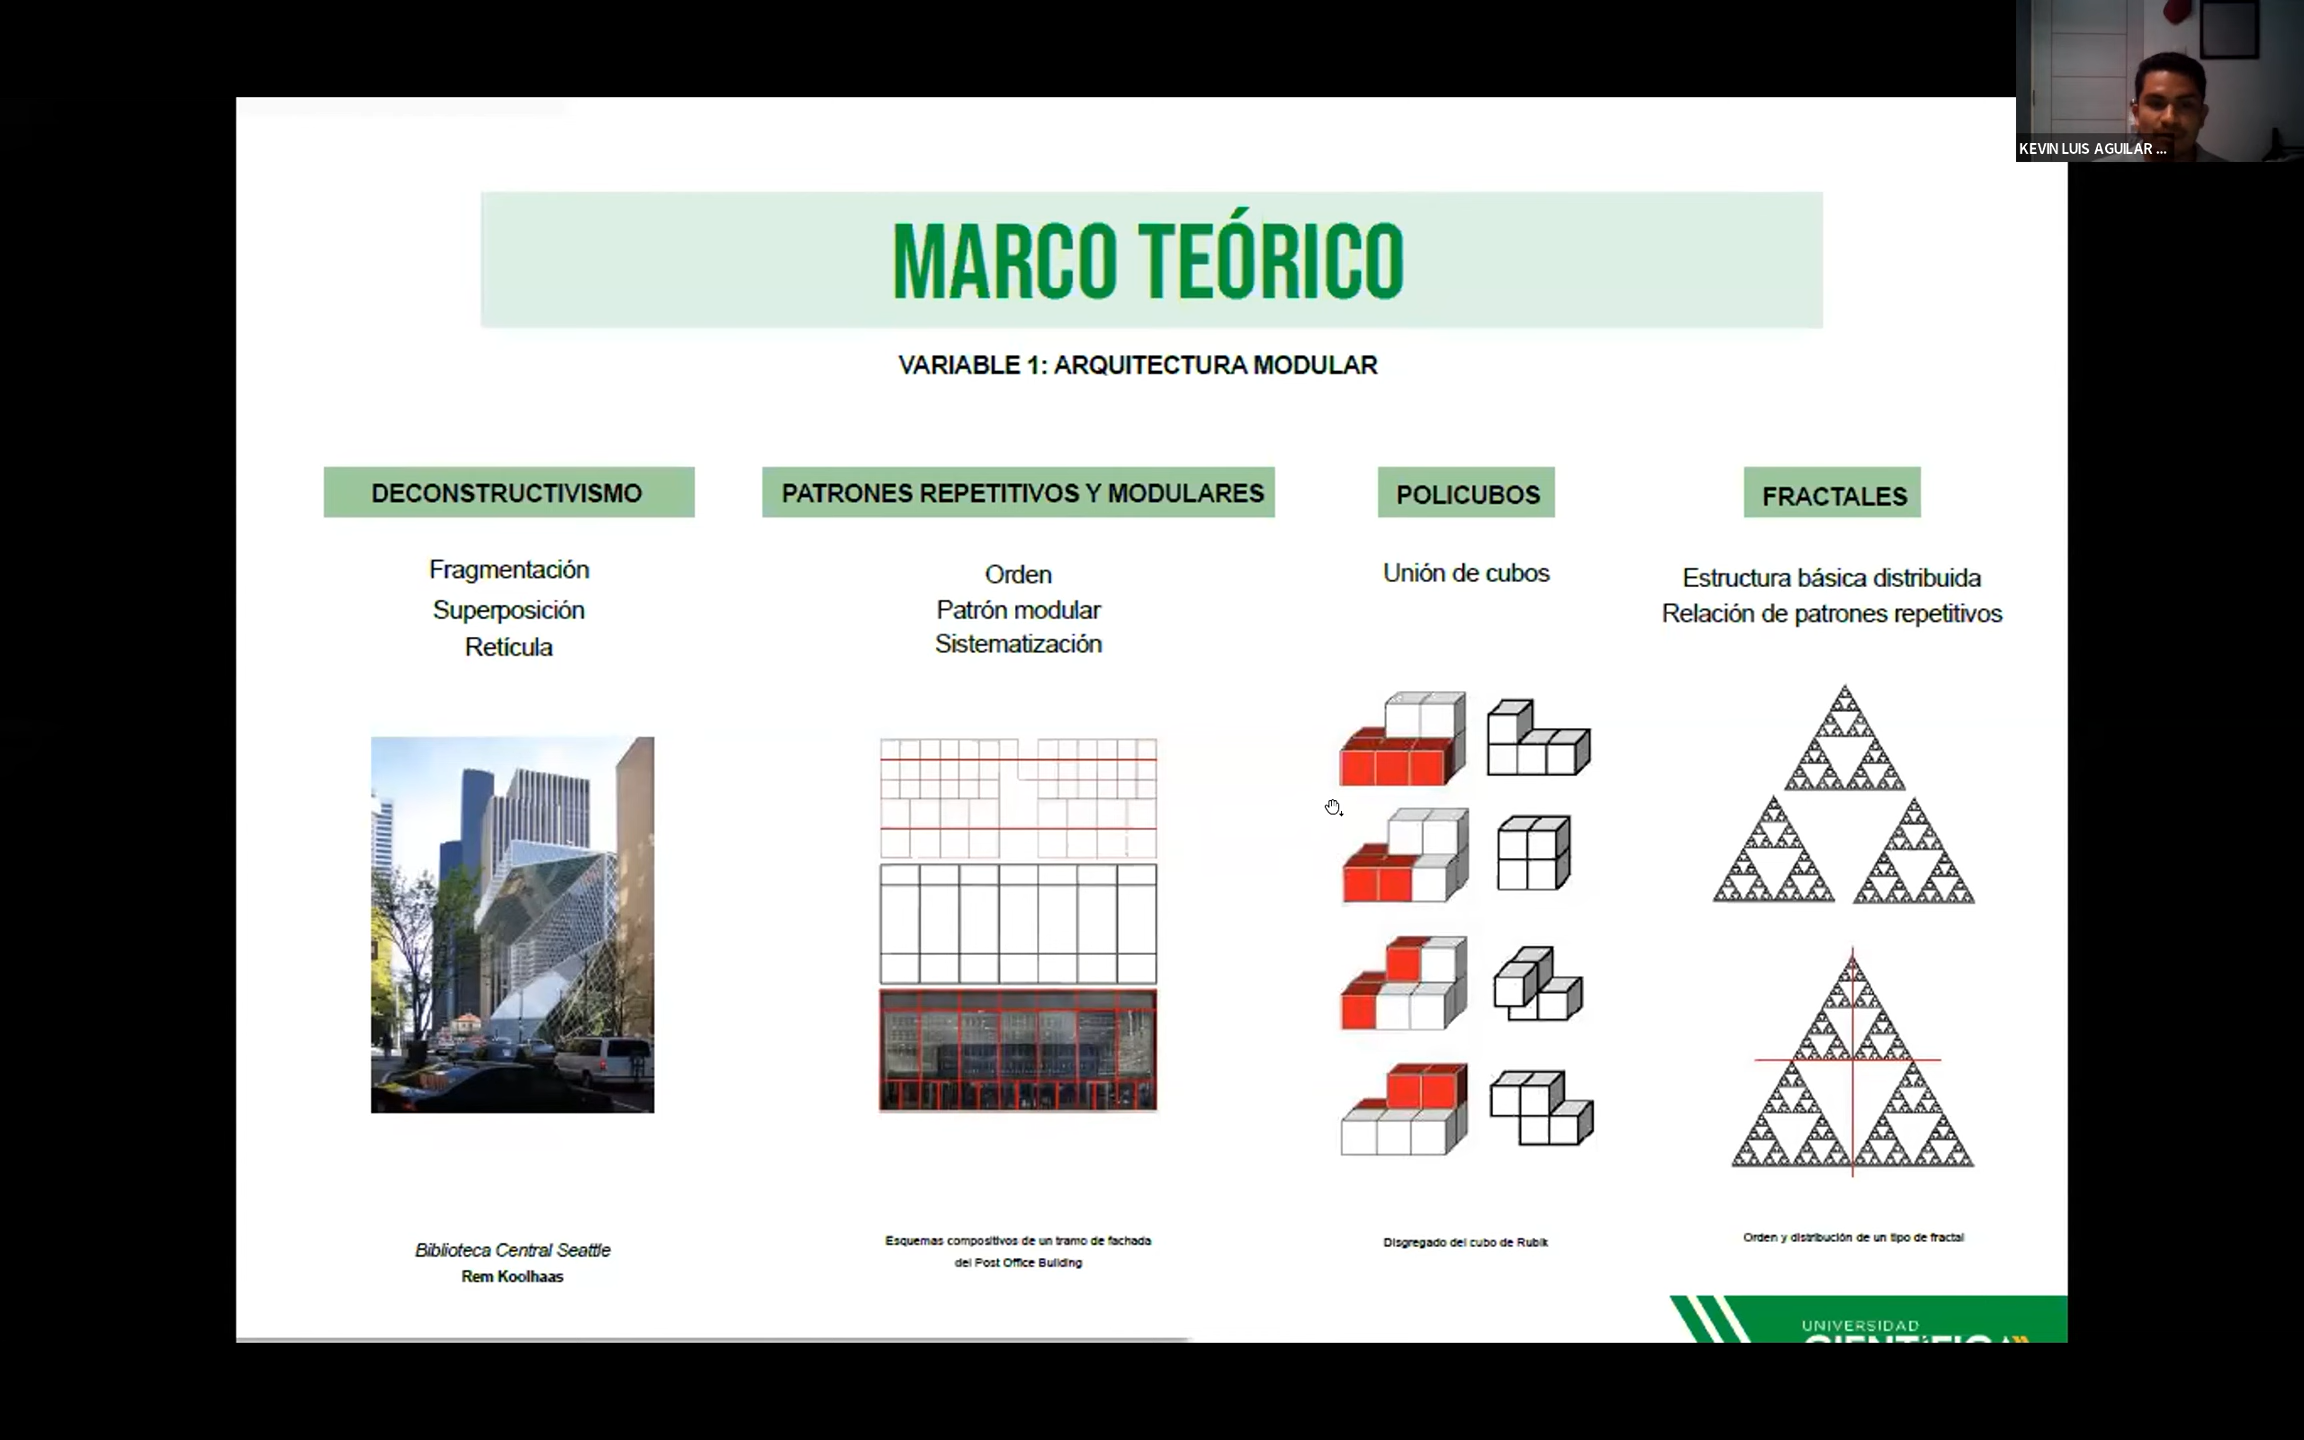 KEVIN LUIS AGUILAR ...
MARCO TEÓRICO
VARIABLE 1: ARQUITECTURA MODULAR
DECONSTRUCTIVISMO
Fragmentación
Superposición
Retícula
Biblioteca Central Seattle
Rem Koolhaas
PATRONES REPETITIVOS Y MODULARES
Orden
Patrón modular
Sistematización
Esquemas compositivos de un tramo de fachada
del Post Office Building
POLICUBOS
Unión de cubos
Disgregado del cubo de Rubik
FRACTALES
Estructura básica distribuida
Relación de patrones repetitivos
Orden y distribución de un tipo de fractal
UNIVERSIDAD